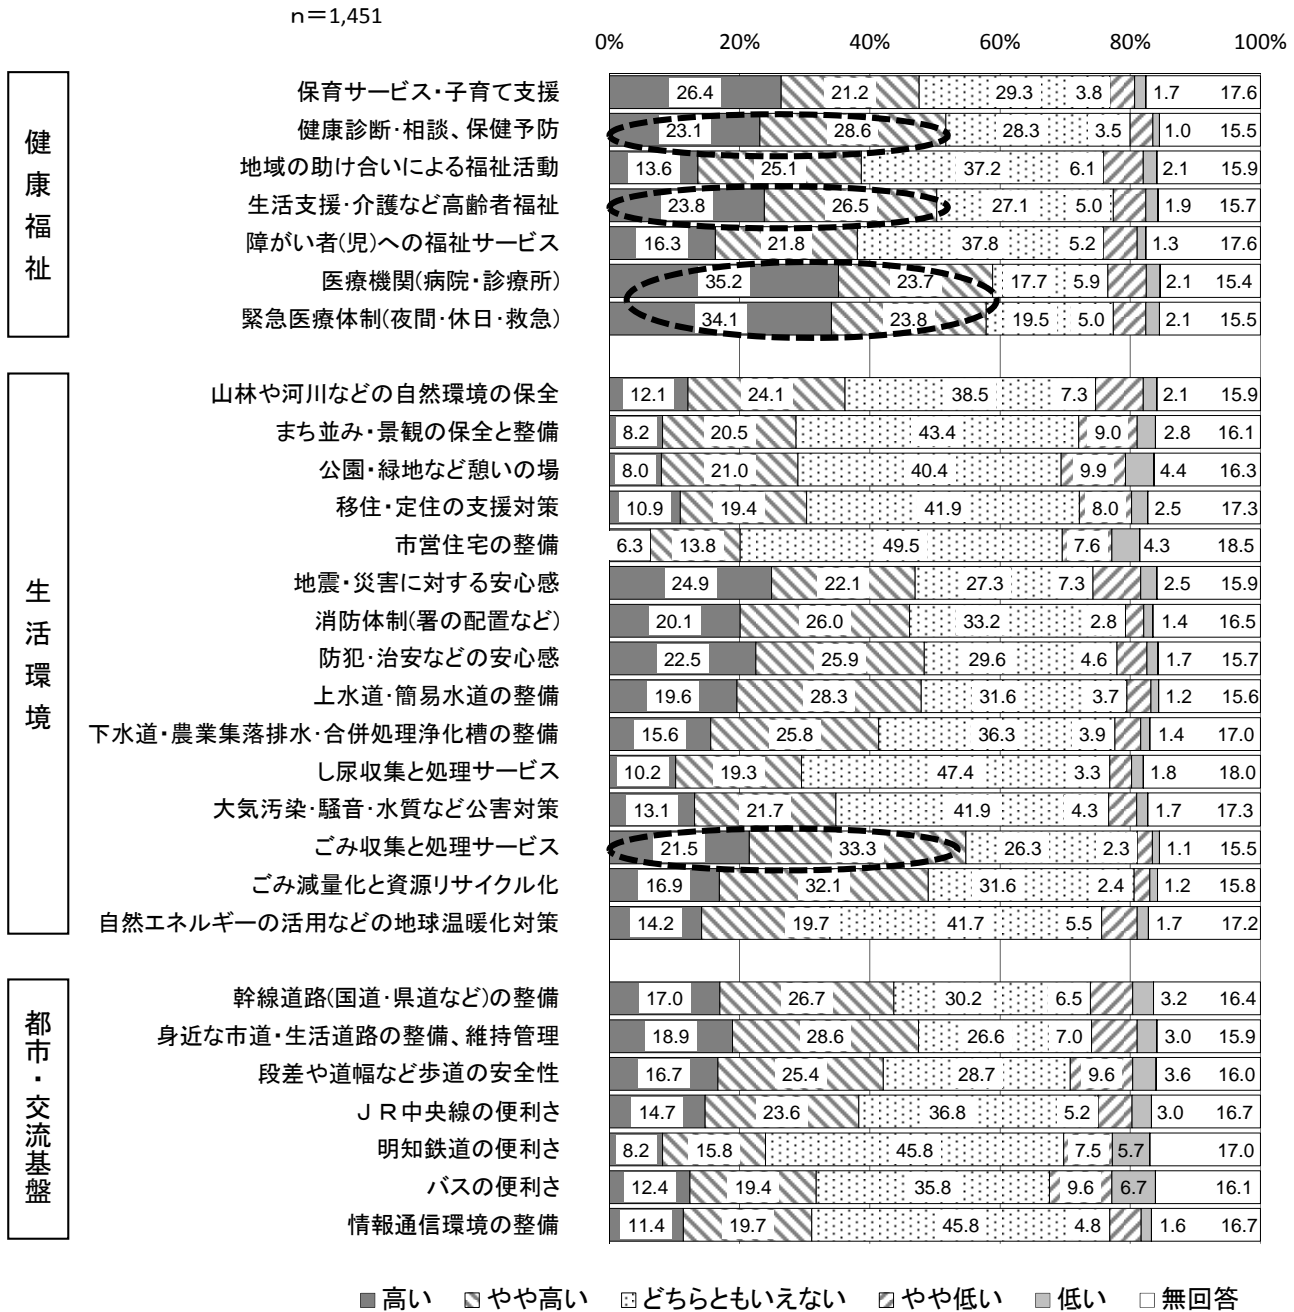 n＝1,451
0% 20% 40% 60% 80% 100%
健康福祉
保育サービス・子育て支援 26.4 21.2 29.3 3.8 1.7 17.6
健康診断・相談、保健予防 23.1 28.6 28.3 3.5 1.0 15.5
地域の助け合いによる福祉活動 13.6 25.1 37.2 6.1 2.1 15.9
生活支援・介護など高齢者福祉 23.8 26.5 27.1 5.0 1.9 15.7
障がい者(児)への福祉サービス 16.3 21.8 37.8 5.2 1.3 17.6
医療機関(病院・診療所) 35.2 23.7 17.7 5.9 2.1 15.4
緊急医療体制(夜間・休日・救急) 34.1 23.8 19.5 5.0 2.1 15.5
生活環境
山林や河川などの自然環境の保全 12.1 24.1 38.5 7.3 2.1 15.9
まち並み・景観の保全と整備 8.2 20.5 43.4 9.0 2.8 16.1
公園・緑地など憩いの場 8.0 21.0 40.4 9.9 4.4 16.3
移住・定住の支援対策 10.9 19.4 41.9 8.0 2.5 17.3
市営住宅の整備 6.3 13.8 49.5 7.6 4.3 18.5
地震・災害に対する安心感 24.9 22.1 27.3 7.3 2.5 15.9
消防体制(署の配置など) 20.1 26.0 33.2 2.8 1.4 16.5
防犯・治安などの安心感 22.5 25.9 29.6 4.6 1.7 15.7
上水道・簡易水道の整備 19.6 28.3 31.6 3.7 1.2 15.6
下水道・農業集落排水・合併処理浄化槽の整備 15.6 25.8 36.3 3.9 1.4 17.0
し尿収集と処理サービス 10.2 19.3 47.4 3.3 1.8 18.0
大気汚染・騒音・水質など公害対策 13.1 21.7 41.9 4.3 1.7 17.3
ごみ収集と処理サービス 21.5 33.3 26.3 2.3 1.1 15.5
ごみ減量化と資源リサイクル化 16.9 32.1 31.6 2.4 1.2 15.8
自然エネルギーの活用などの地球温暖化対策 14.2 19.7 41.7 5.5 1.7 17.2
都市・交流基盤
幹線道路(国道・県道など)の整備 17.0 26.7 30.2 6.5 3.2 16.4
身近な市道・生活道路の整備、維持管理 18.9 28.6 26.6 7.0 3.0 15.9
段差や道幅など歩道の安全性 16.7 25.4 28.7 9.6 3.6 16.0
ＪＲ中央線の便利さ 14.7 23.6 36.8 5.2 3.0 16.7
明知鉄道の便利さ 8.2 15.8 45.8 7.5 5.7 17.0
バスの便利さ 12.4 19.4 35.8 9.6 6.7 16.1
情報通信環境の整備 11.4 19.7 45.8 4.8 1.6 16.7
高い やや高い どちらともいえない やや低い 低い 無回答